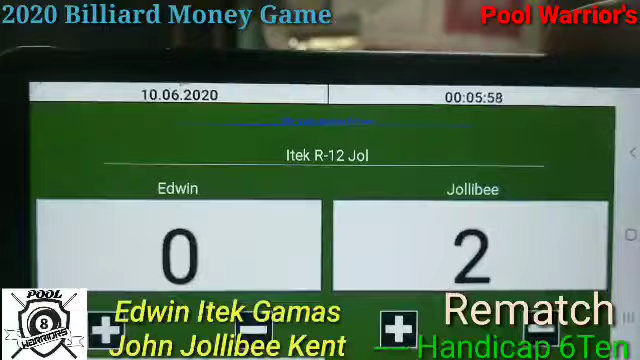 2020 Billiard Money Game
Pool Warrior's
10.06.2020
00:05:58
Itek R-12 Jol
Edwin
Jollibee
0
2
POOL
8
WARRIORS
Edwin Itek Gamas
John Jollibee Kent
Rematch
Handicap 6Ten